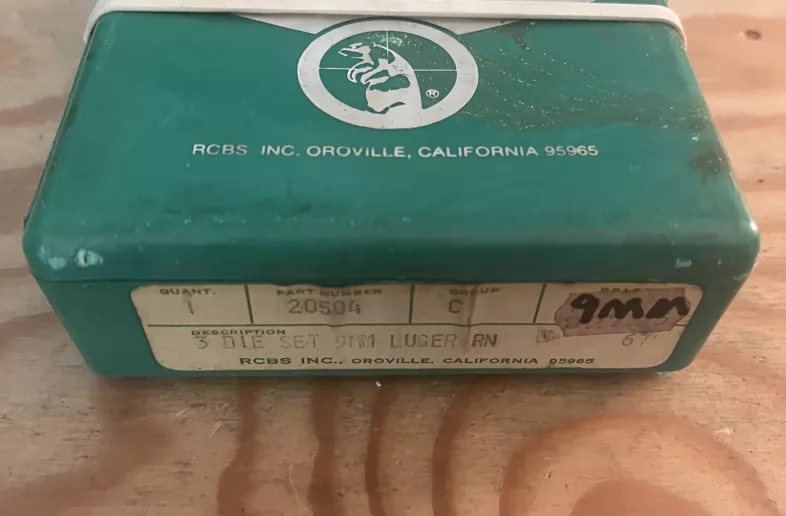 ®
RCBS INC. OROVILLE, CALIFORNIA 95965
QUANT. PART NUMBER GROUP
1 20504 C 9mm
DESCRIPTION
3 DIE SET 9MM LUGER RN 67
RCBS INC., OROVILLE, CALIFORNIA 95965